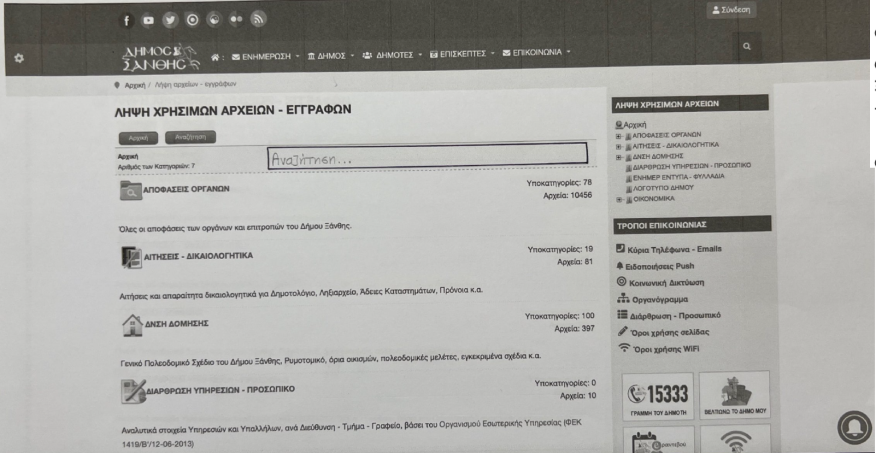 Σύνδεση
ΔΗΜΟΣ
ΞΑΝΘΗΣ
ΕΝΗΜΕΡΩΣΗ
ΔΗΜΟΣ
ΔΗΜΟΤΕΣ
ΕΠΙΣΚΕΠΤΕΣ
ΕΠΙΚΟΙΝΩΝΙΑ
Αρχική / Λήψη αρχείων - εγγράφων
ΛΗΨΗ ΧΡΗΣΙΜΩΝ ΑΡΧΕΙΩΝ - ΕΓΓΡΑΦΩΝ
Αρχική
Αναζήτηση
Αρχική
Αριθμός των Κατηγοριών: 7
Αναζήτηση...
ΑΠΟΦΑΣΕΙΣ ΟΡΓΑΝΩΝ
Υποκατηγορίες: 78
Αρχεία: 10456
Όλες οι αποφάσεις των οργάνων και επιτροπών του Δήμου Ξάνθης.
ΑΙΤΗΣΕΙΣ - ΔΙΚΑΙΟΛΟΓΗΤΙΚΑ
Υποκατηγορίες: 19
Αρχεία: 81
Αιτήσεις και απαραίτητα δικαιολογητικά για Δημοτολόγιο, Ληξιαρχείο, Άδειες Καταστημάτων, Πρόνοια κ.α.
ΔΝΣΗ ΔΟΜΗΣΗΣ
Υποκατηγορίες: 100
Αρχεία: 397
Γενικό Πολεοδομικό Σχέδιο του Δήμου Ξάνθης, Ρυμοτομικό, όρια οικισμών, πολεοδομικές μελέτες, εγκεκριμένα σχέδια κ.α.
ΔΙΑΡΘΡΩΣΗ ΥΠΗΡΕΣΙΩΝ - ΠΡΟΣΩΠΙΚΟ
Υποκατηγορίες: 0
Αρχεία: 10
Αναλυτικά στοιχεία Υπηρεσιών και Υπαλλήλων, ανά Διεύθυνση - Τμήμα - Γραφείο, βάσει του Οργανισμού Εσωτερικής Υπηρεσίας (ΦΕΚ
1419/Β'/12-06-2013)
ΛΗΨΗ ΧΡΗΣΙΜΩΝ ΑΡΧΕΙΩΝ
Αρχική
ΑΠΟΦΑΣΕΙΣ ΟΡΓΑΝΩΝ
ΑΙΤΗΣΕΙΣ - ΔΙΚΑΙΟΛΟΓΗΤΙΚΑ
ΔΝΣΗ ΔΟΜΗΣΗΣ
ΔΙΑΡΘΡΩΣΗ ΥΠΗΡΕΣΙΩΝ - ΠΡΟΣΩΠΙΚΟ
ΕΝΗΜΕΡ ΕΝΤΥΠΑ - ΦΥΛΛΑΔΙΑ
ΛΟΓΟΤΥΠΟ ΔΗΜΟΥ
ΟΙΚΟΝΟΜΙΚΑ
ΤΡΟΠΟΙ ΕΠΙΚΟΙΝΩΝΙΑΣ
Κύρια Τηλέφωνα - Emails
Ειδοποιήσεις Push
Κοινωνική Δικτύωση
Οργανόγραμμα
Διάρθρωση - Προσωπικό
Όροι χρήσης σελίδας
Όροι χρήσης WiFi
15333
ΓΡΑΜΜΗ ΤΟΥ ΔΗΜΟΤΗ
ΒΕΛΤΙΩΝΩ ΤΟ ΔΗΜΟ ΜΟΥ